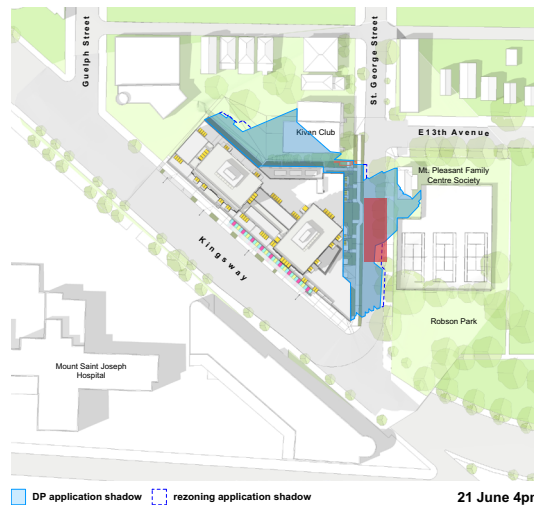 Guelph Street
St. George Street
Kivan Club
E13th Avenue
Mt. Pleasant Family
Centre Society
Kingsway
Robson Park
Mount Saint Joseph
Hospital
DP application shadow
rezoning application shadow
21 June 4pm